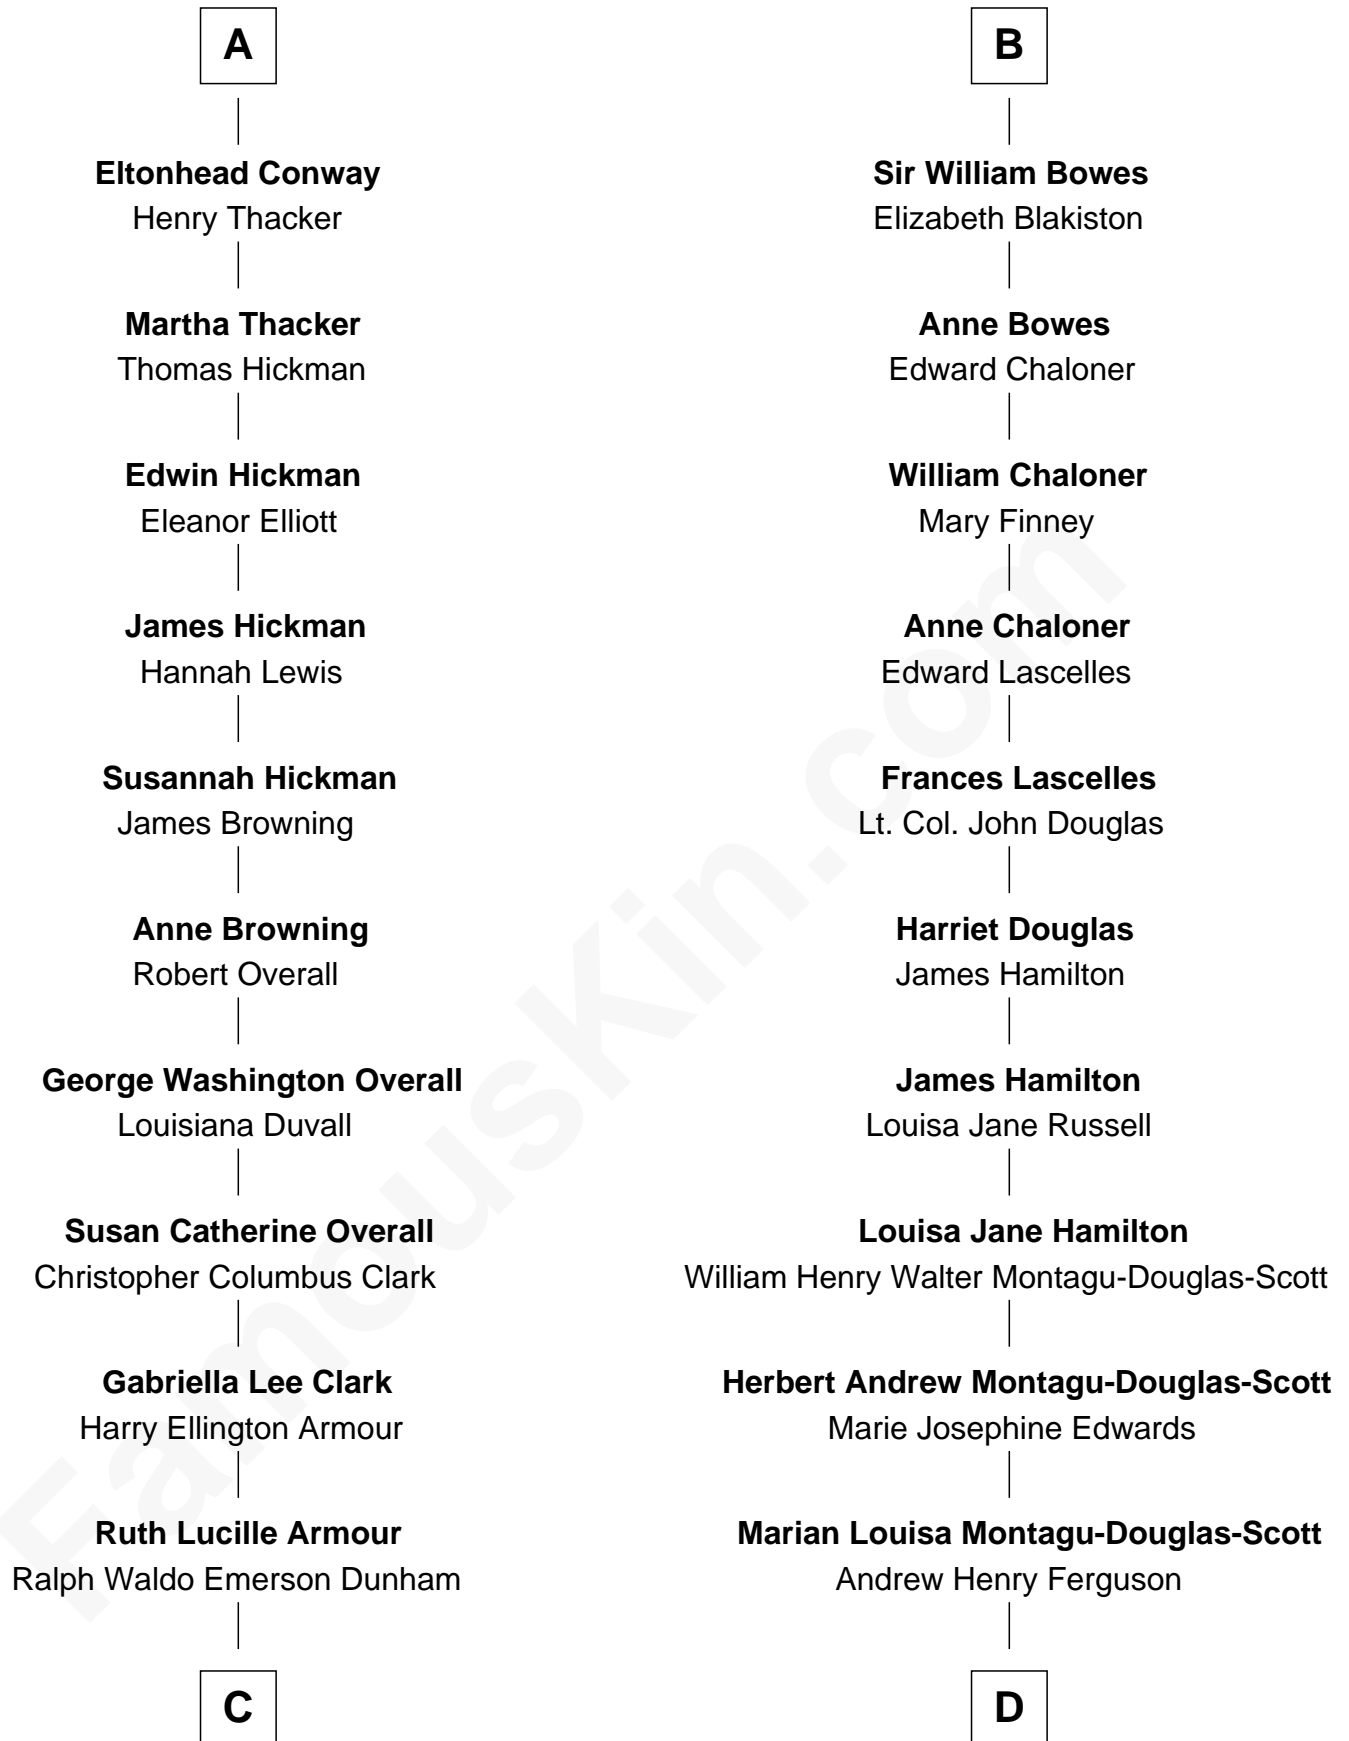 A
Eltonhead Conway
Henry Thacker
Martha Thacker
Thomas Hickman
Edwin Hickman
Eleanor Elliott
James Hickman
Hannah Lewis
Susannah Hickman
James Browning
Anne Browning
Robert Overall
George Washington Overall
Louisiana Duvall
Susan Catherine Overall
Christopher Columbus Clark
Gabriella Lee Clark
Harry Ellington Armour
Ruth Lucille Armour
Ralph Waldo Emerson Dunham
C
B
Sir William Bowes
Elizabeth Blakiston
Anne Bowes
Edward Chaloner
William Chaloner
Mary Finney
Anne Chaloner
Edward Lascelles
Frances Lascelles
Lt. Col. John Douglas
Harriet Douglas
James Hamilton
James Hamilton
Louisa Jane Russell
Louisa Jane Hamilton
William Henry Walter Montagu-Douglas-Scott
Herbert Andrew Montagu-Douglas-Scott
Marie Josephine Edwards
Marian Louisa Montagu-Douglas-Scott
Andrew Henry Ferguson
D
FamousKin.com